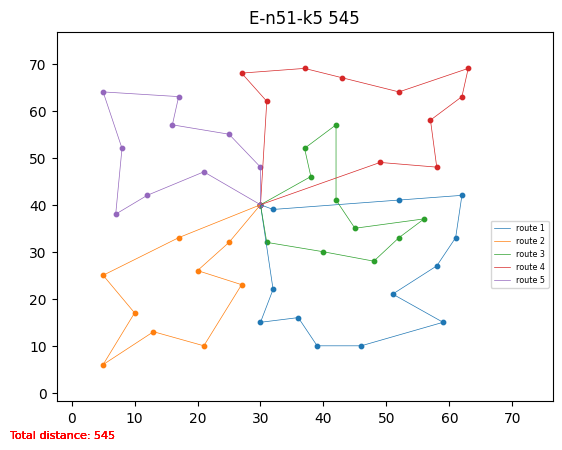 E-n51-k5 545
70
60
50
40
30
20
10
0
route 1
route 2
route 3
route 4
route 5
0 10 20 30 40 50 60 70
Total distance: 545